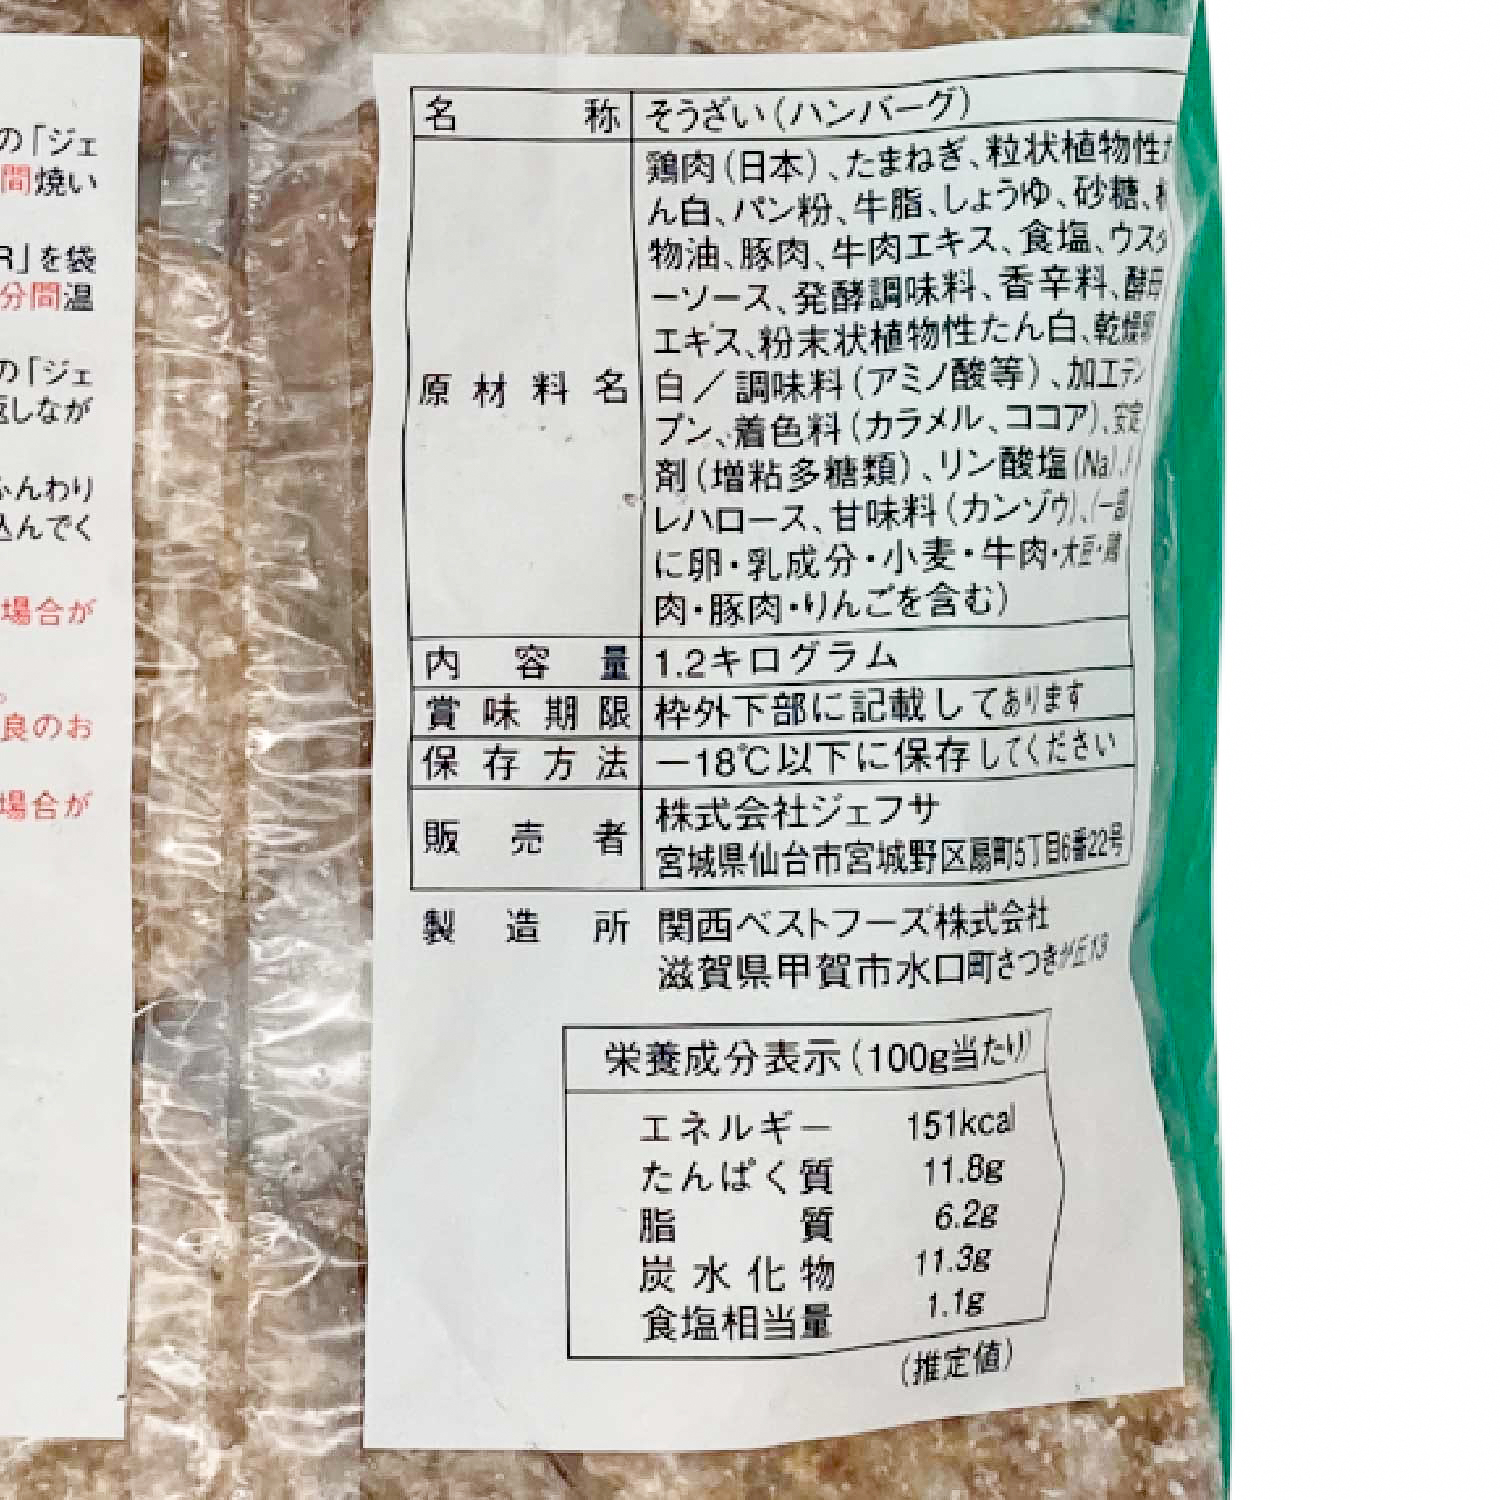 の「ジェ
間焼い
R」を袋
分間温
の「ジェ
返しなが
ふんわり
込んでく
場合が
。
良のお
場合が
名称 そうざい（ハンバーグ）
原材料名
鶏肉（日本）、たまねぎ、粒状植物性た
ん白、パン粉、牛脂、しょうゆ、砂糖、植
物油、豚肉、牛肉エキス、食塩、ウスタ
ーソース、発酵調味料、香辛料、酵母
エキス、粉末状植物性たん白、乾燥卵
白／調味料（アミノ酸等）、加工デン
プン、着色料（カラメル、ココア）、安定
剤（増粘多糖類）、リン酸塩（Na）、
レハロース、甘味料（カンゾウ）、（一部
に卵・乳成分・小麦・牛肉・大豆・鶏
肉・豚肉・りんごを含む）
内容量 1.2キログラム
賞味期限 枠外下部に記載してあります
保存方法 －18℃以下に保存してください
販売者 株式会社ジェフサ
宮城県仙台市宮城野区扇町5丁目6番22号
製造所 関西ベストフーズ株式会社
滋賀県甲賀市水口町さつきが丘13
栄養成分表示（100g当たり）
エネルギー 151kcal
たんぱく質 11.8g
脂質 6.2g
炭水化物 11.3g
食塩相当量 1.1g
（推定値）